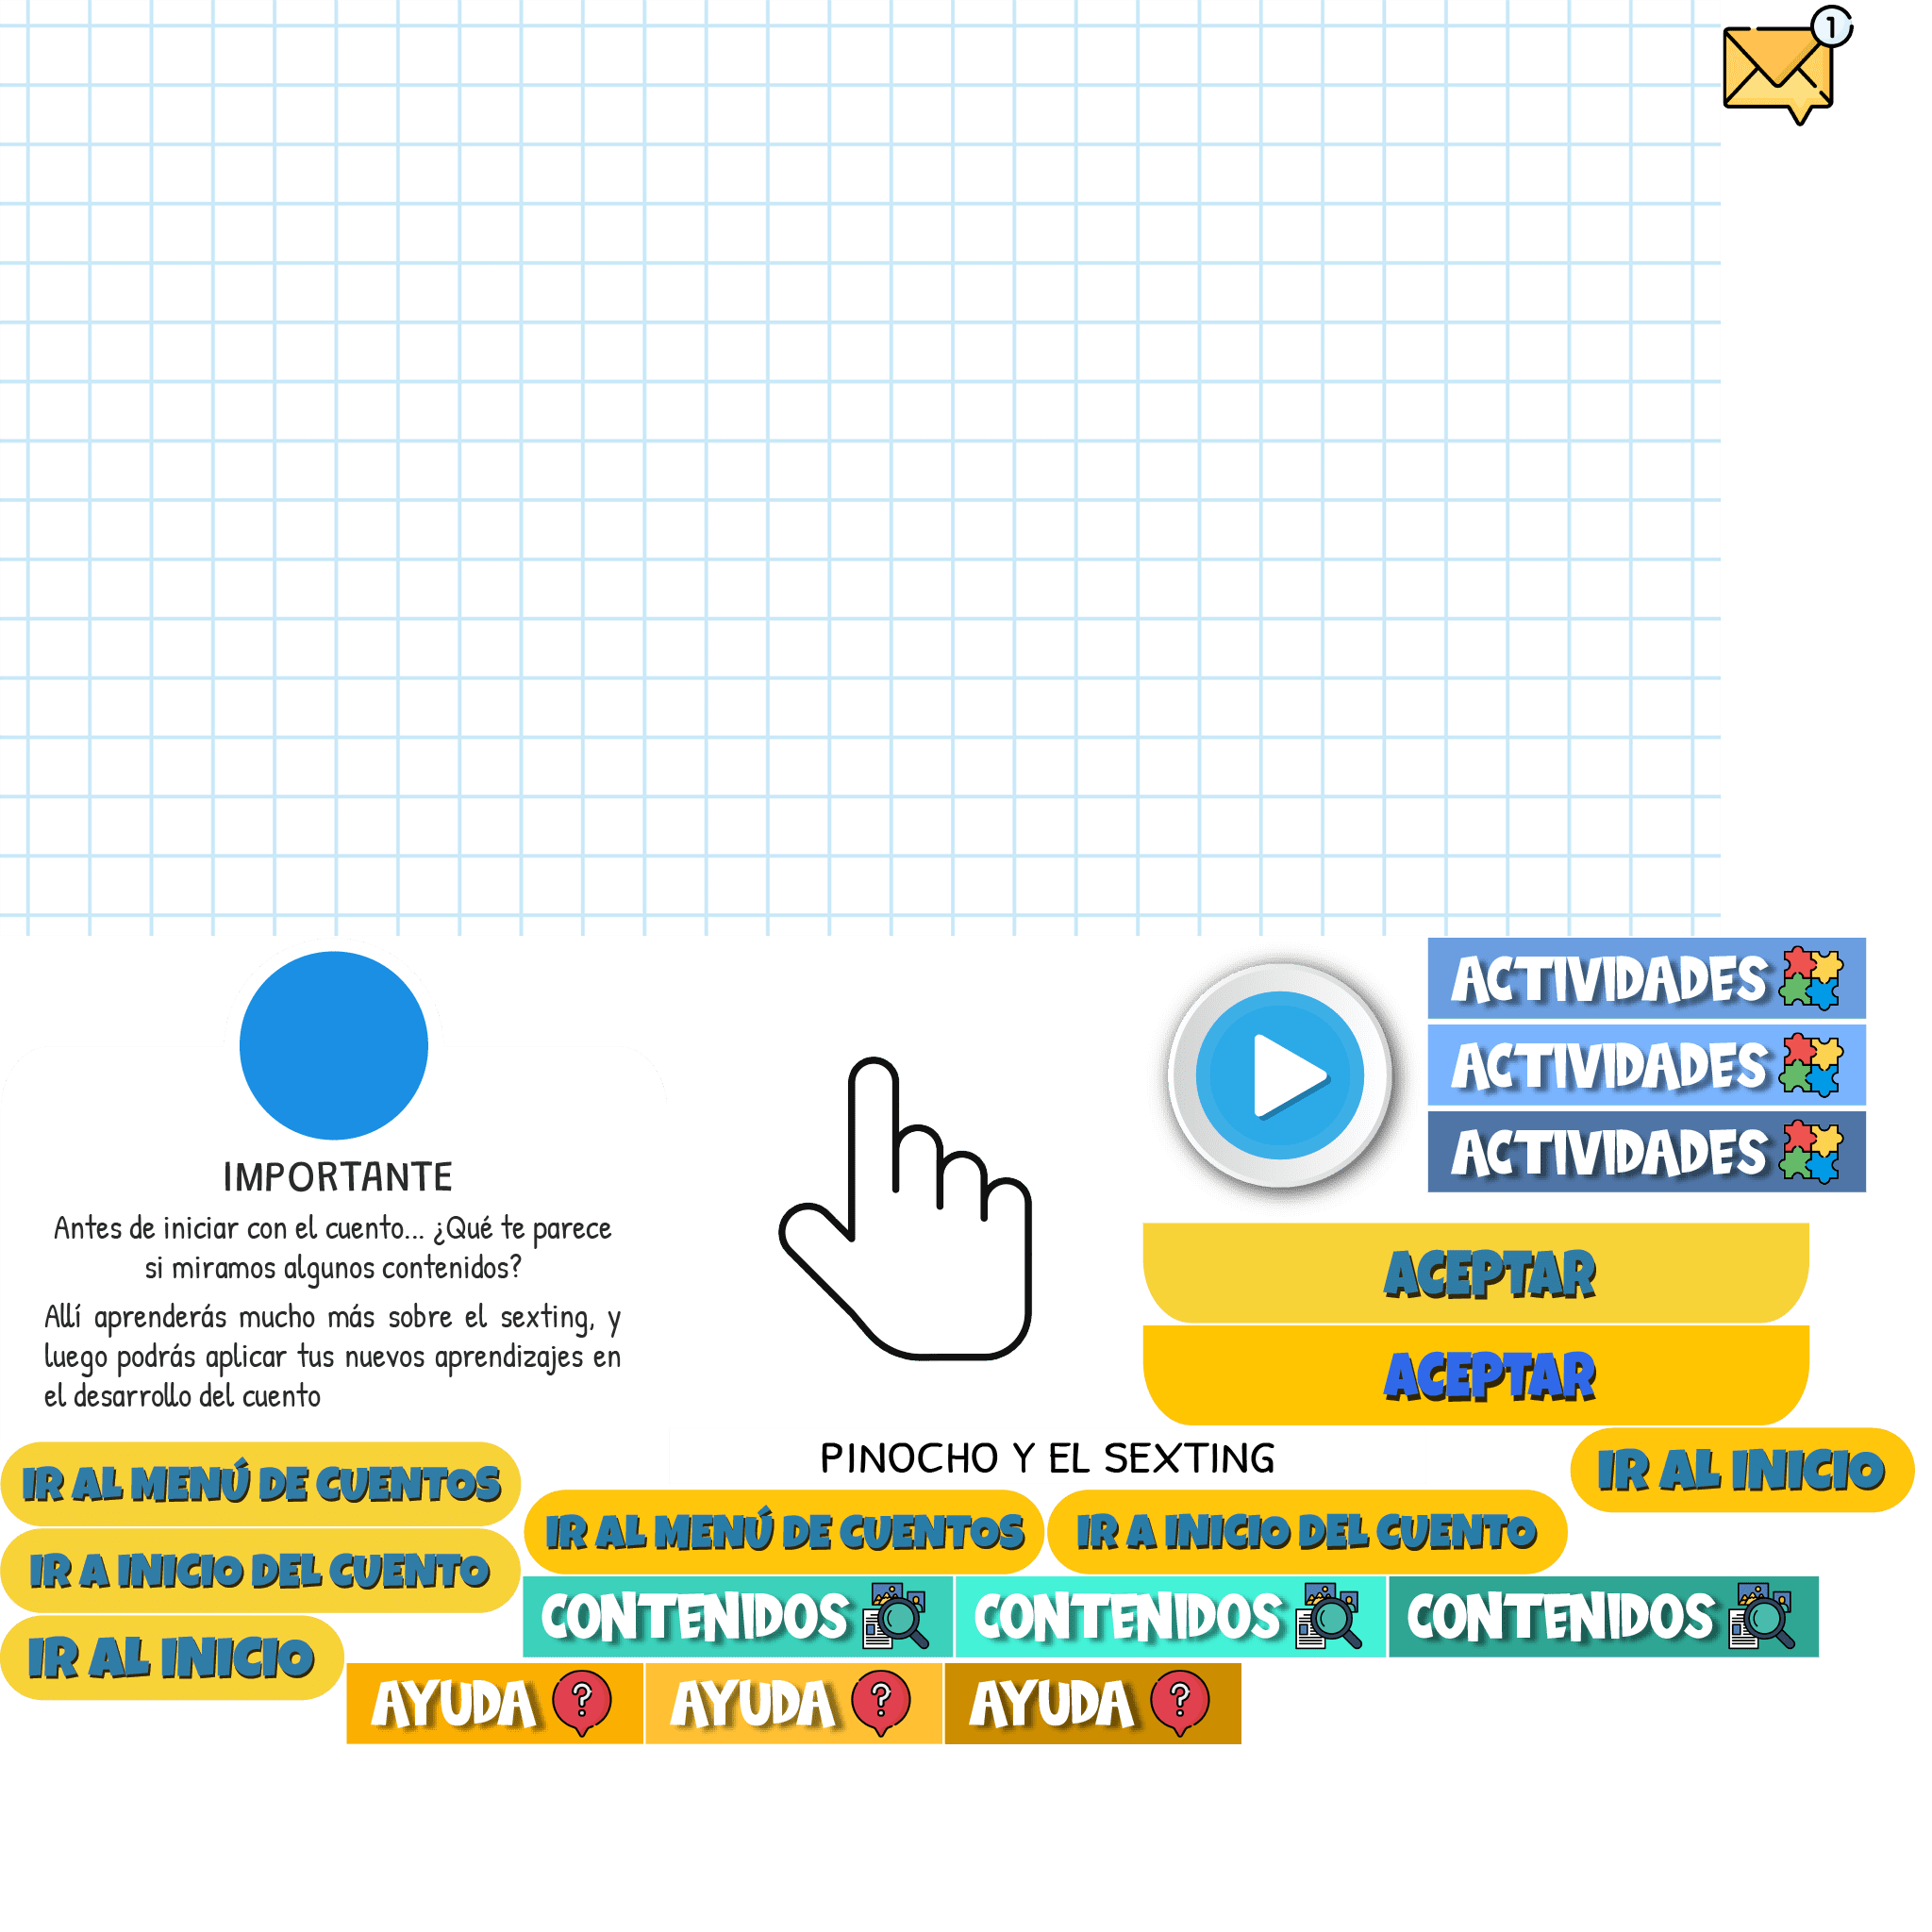 1
ACTIVIDADES
ACTIVIDADES
ACTIVIDADES
IMPORTANTE
Antes de iniciar con el cuento... ¿Qué te parece
si miramos algunos contenidos?
Allí aprenderás mucho más sobre el sexting, y
luego podrás aplicar tus nuevos aprendizajes en
el desarrollo del cuento
ACEPTAR
ACEPTAR
PINOCHO Y EL SEXTING
IR AL INICIO
IR AL MENÚ DE CUENTOS
IR AL MENÚ DE CUENTOS
IR A INICIO DEL CUENTO
IR A INICIO DEL CUENTO
CONTENIDOS
CONTENIDOS
CONTENIDOS
IR AL INICIO
AYUDA ?
AYUDA ?
AYUDA ?